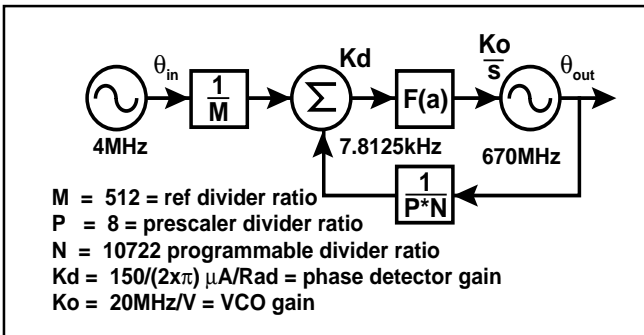 θin
1
M
Σ
Kd
F(a)
Ko
s
θout
4MHz
7.8125kHz
670MHz
1
P*N
M = 512 = ref divider ratio
P = 8 = prescaler divider ratio
N = 10722 programmable divider ratio
Kd = 150/(2xπ) μA/Rad = phase detector gain
Ko = 20MHz/V = VCO gain